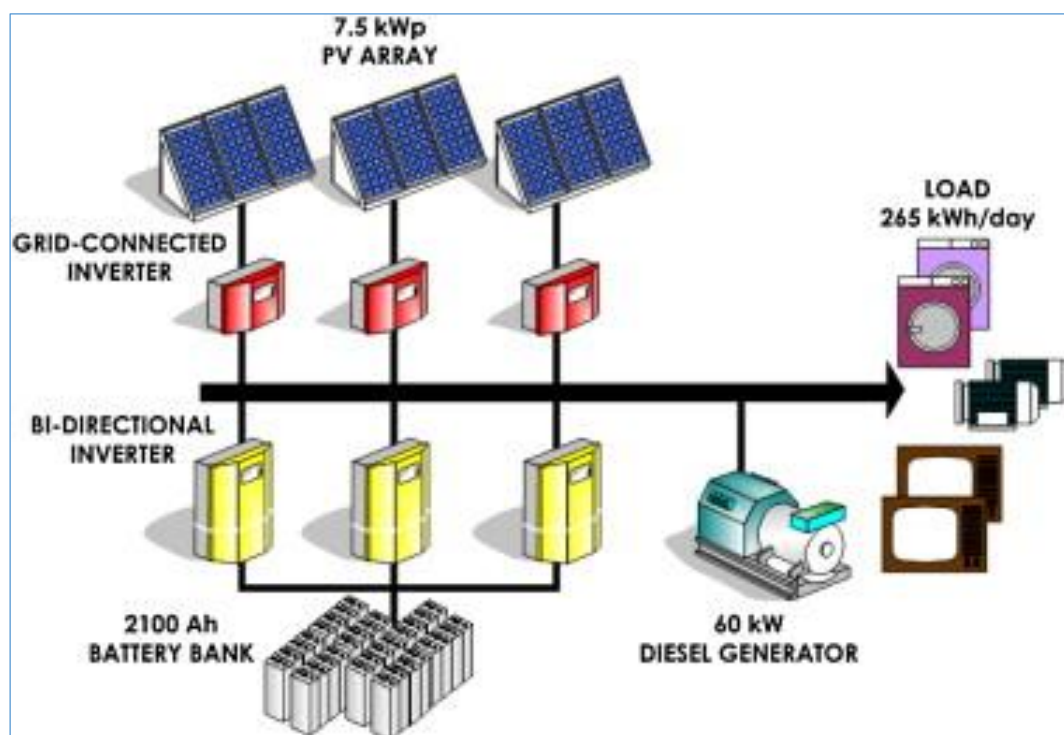 7.5 kWp
PV ARRAY
LOAD
265 kWh/day
GRID-CONNECTED
INVERTER
BI-DIRECTIONAL
INVERTER
2100 Ah
BATTERY BANK
60 kW
DIESEL GENERATOR